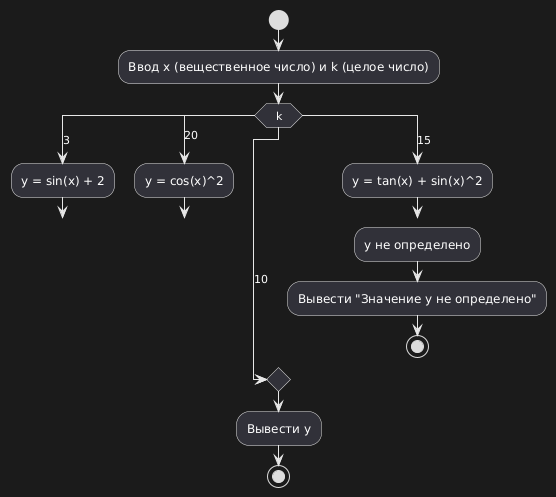 Ввод x (вещественное число) и k (целое число)
k
3
20
15
y = sin(x) + 2
y = cos(x)^2
y = tan(x) + sin(x)^2
y не определено
10
Вывести "Значение y не определено"
Вывести y